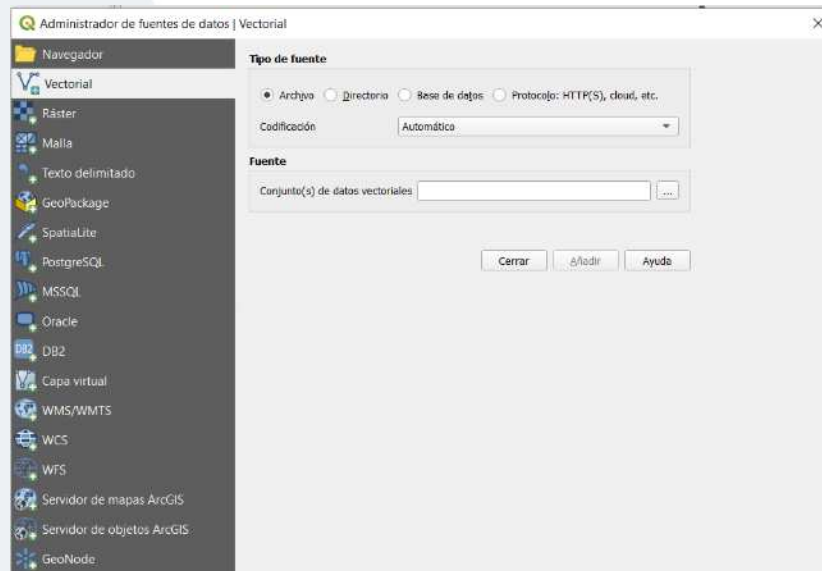 Administrador de fuentes de datos | Vectorial
Navegador
Vectorial
Ráster
Malla
Texto delimitado
GeoPackage
SpatiaLite
PostgreSQL
MSSQL
Oracle
DB2
Capa virtual
WMS/WMTS
WCS
WFS
Servidor de mapas ArcGIS
Servidor de objetos ArcGIS
GeoNode
Tipo de fuente
Archivo Directorio Base de datos Protocolo: HTTP(S), cloud, etc.
Codificación Automático
Fuente
Conjunto(s) de datos vectoriales ...
Cerrar Añadir Ayuda